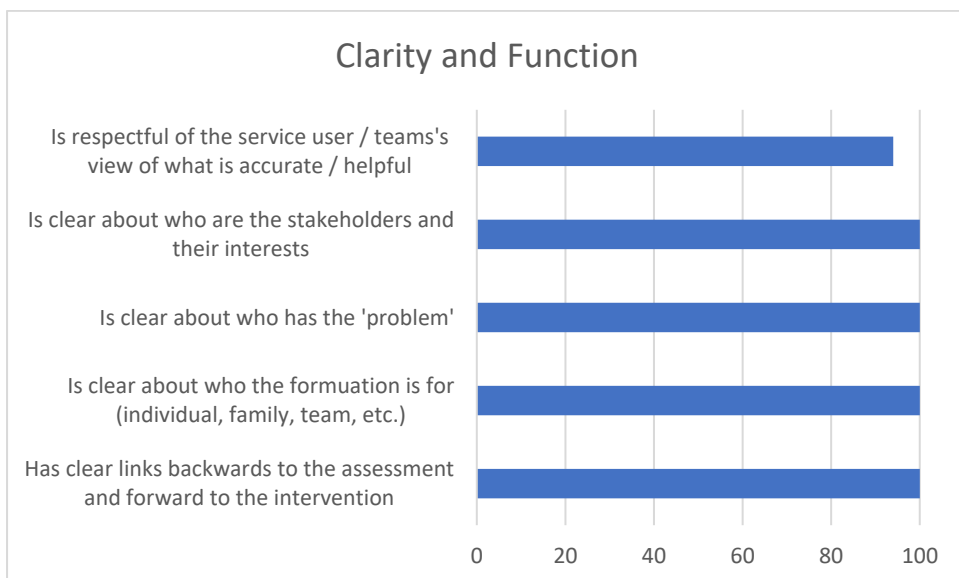 Clarity and Function
Is respectful of the service user / teams's
view of what is accurate / helpful
Is clear about who are the stakeholders and
their interests
Is clear about who has the 'problem'
Is clear about who the formuation is for
(individual, family, team, etc.)
Has clear links backwards to the assessment
and forward to the intervention
0 20 40 60 80 100